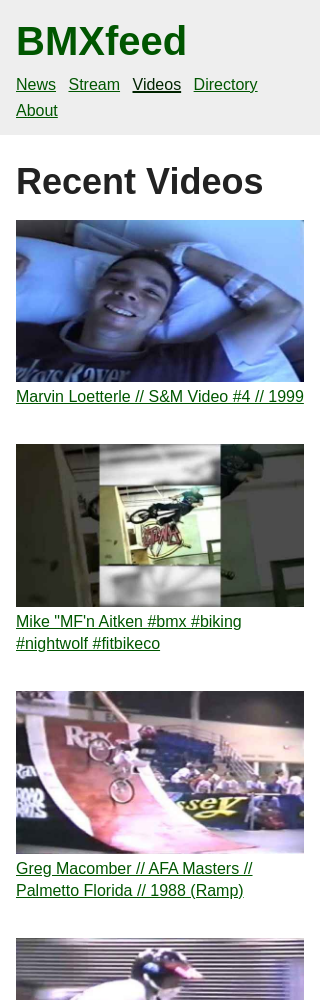 BMXfeed
News Stream Videos Directory
About
Recent Videos
Marvin Loetterle // S&M Video #4 // 1999
Mike "MF'n Aitken #bmx #biking
#nightwolf #fitbikeco
Greg Macomber // AFA Masters //
Palmetto Florida // 1988 (Ramp)